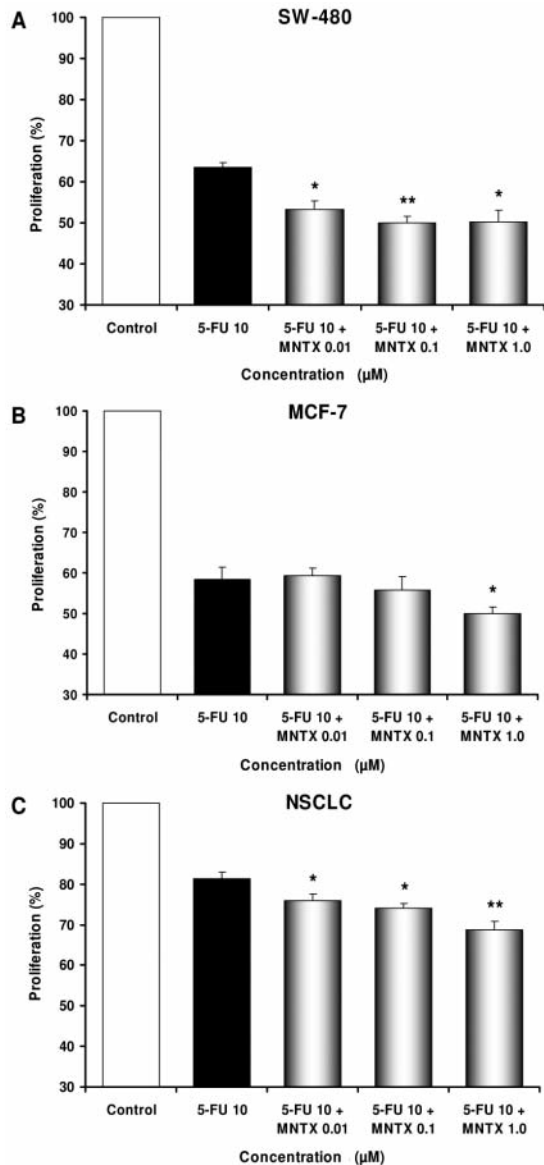 A
SW-480
Proliferation (%)
100
90
80
70
60
50
40
30
*
**
*
Control
5-FU 10
5-FU 10 +
MNTX 0.01
5-FU 10 +
MNTX 0.1
5-FU 10 +
MNTX 1.0
Concentration (µM)
B
MCF-7
Proliferation (%)
100
90
80
70
60
50
40
30
*
Control
5-FU 10
5-FU 10 +
MNTX 0.01
5-FU 10 +
MNTX 0.1
5-FU 10 +
MNTX 1.0
Concentration (µM)
C
NSCLC
Proliferation (%)
100
90
80
70
60
50
40
30
*
*
**
Control
5-FU 10
5-FU 10 +
MNTX 0.01
5-FU 10 +
MNTX 0.1
5-FU 10 +
MNTX 1.0
Concentration (µM)